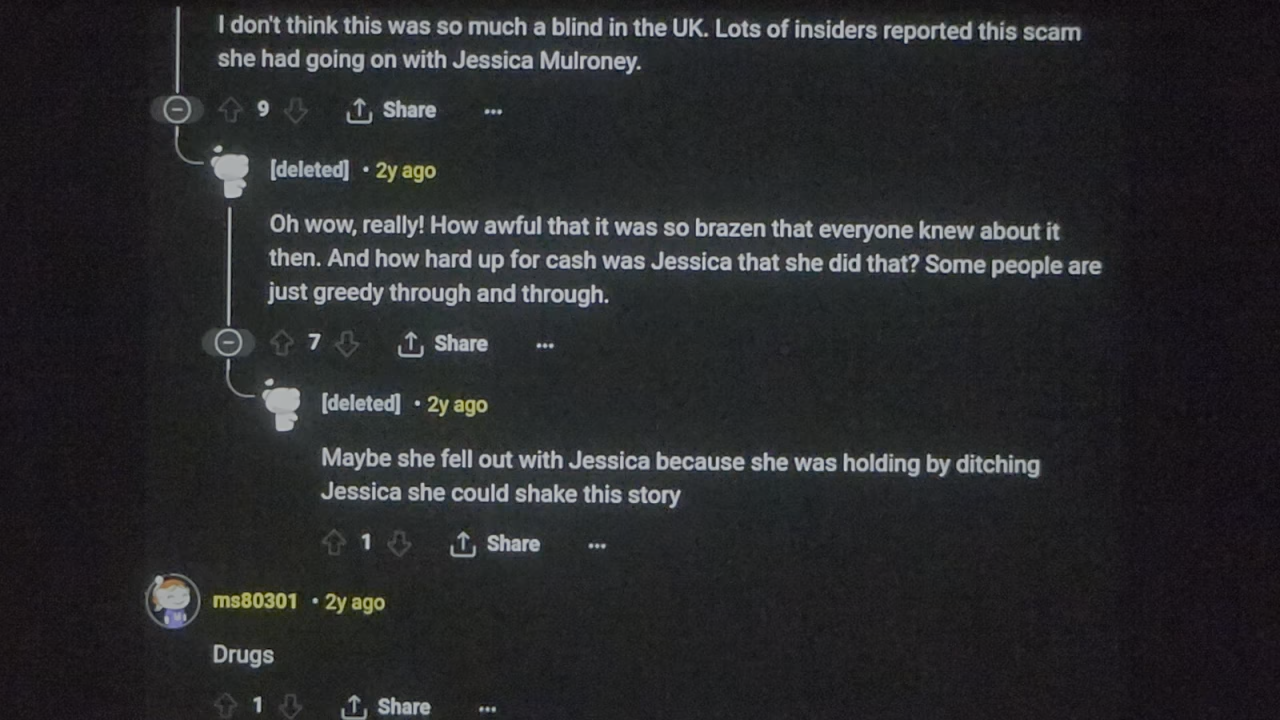 I don't think this was so much a blind in the UK. Lots of insiders reported this scam
she had going on with Jessica Mulroney.
9 Share ...
[deleted] • 2y ago
Oh wow, really! How awful that it was so brazen that everyone knew about it
then. And how hard up for cash was Jessica that she did that? Some people are
just greedy through and through.
7 Share ...
[deleted] • 2y ago
Maybe she fell out with Jessica because she was holding by ditching
Jessica she could shake this story
1 Share ...
ms80301 • 2y ago
Drugs
1 Share ...